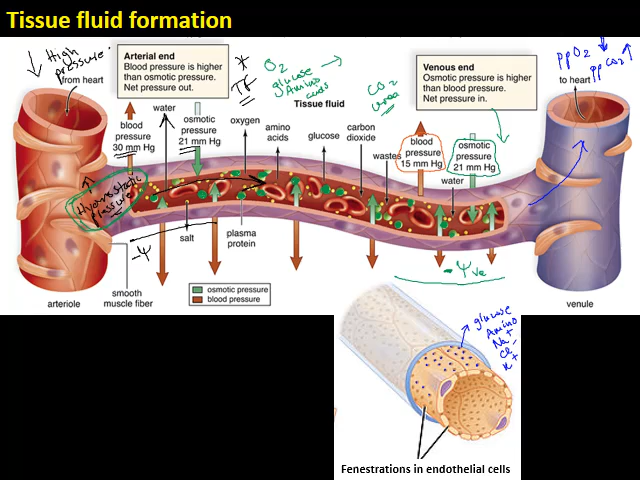 Tissue fluid formation
High
pressure
from heart
Arterial end
Blood pressure is higher
than osmotic pressure.
Net pressure out.
TF
O2
glucose
Amino
acids
CO2
urea
Tissue fluid
Venous end
Osmotic pressure is higher
than blood pressure.
Net pressure in.
ppO2
ppCO2
to heart
water
blood
pressure
30 mm Hg
osmotic
pressure
21 mm Hg
oxygen
amino
acids
glucose
carbon
dioxide
wastes
blood
pressure
15 mm Hg
osmotic
pressure
21 mm Hg
water
Hydrostatic
pressure
salt
plasma
protein
-Ψ
-Ψve
arteriole
smooth
muscle fiber
osmotic pressure
blood pressure
venule
glucose
Amino
Na+
Cl-
K+
Fenestrations in endothelial cells